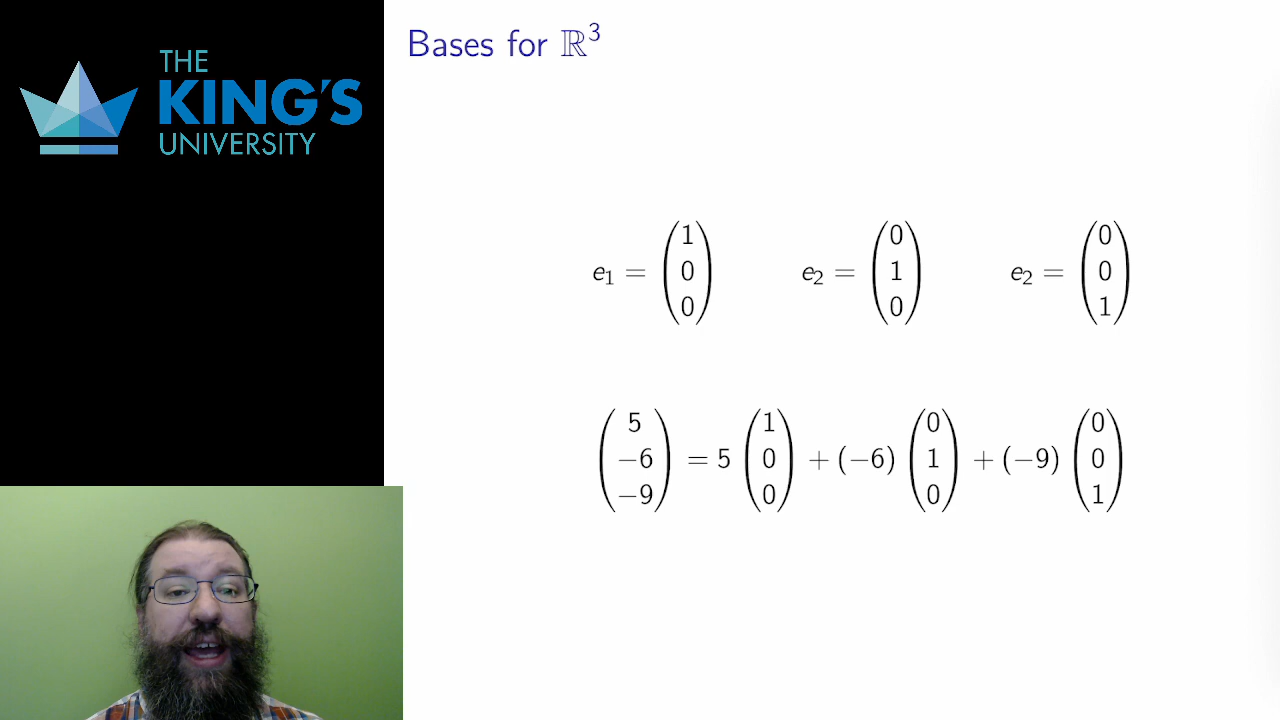 THE
KING'S
UNIVERSITY
Bases for ℝ³
e₁ = (1 0 0) e₂ = (0 1 0) e₂ = (0 0 1)
(5 −6 −9) = 5 (1 0 0) + (−6) (0 1 0) + (−9) (0 0 1)